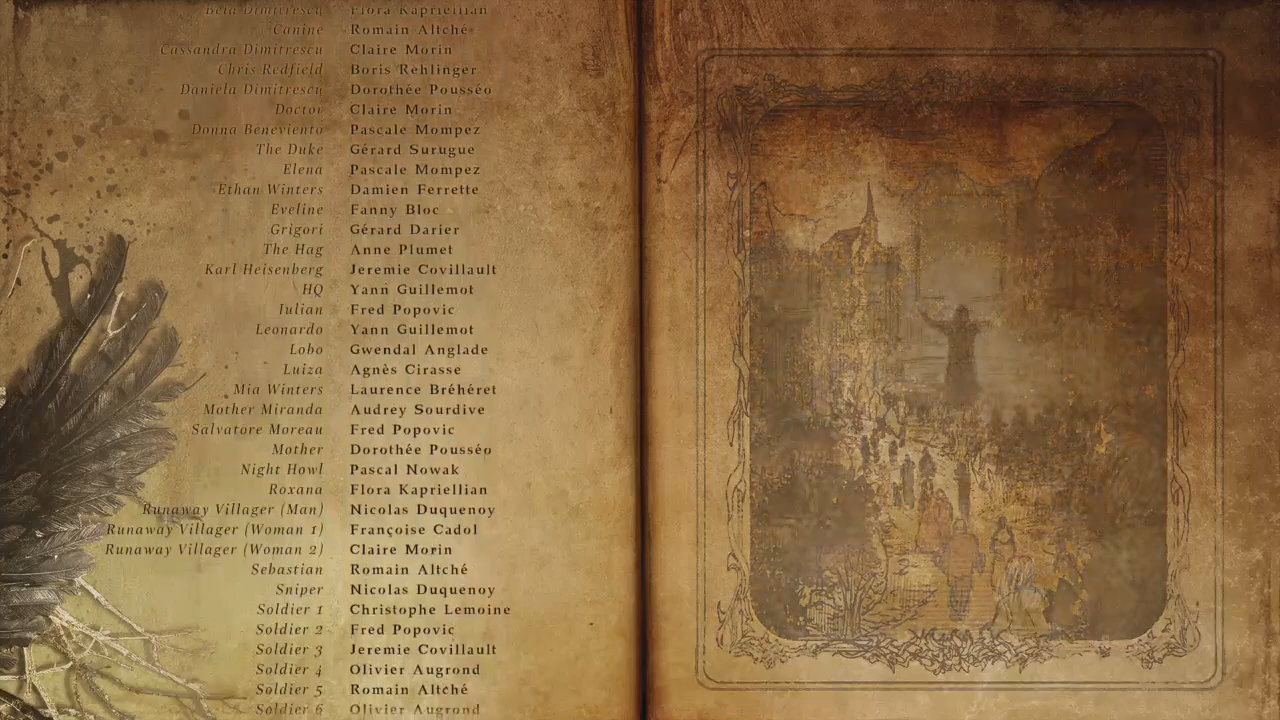 Bela Dimitrescu Flora Kapriellian
Canine Romain Altché
Cassandra Dimitrescu Claire Morin
Chris Redfield Boris Rehlinger
Daniela Dimitrescu Dorothée Pousséo
Doctor Claire Morin
Donna Beneviento Pascale Mompez
The Duke Gérard Surugue
Elena Pascale Mompez
Ethan Winters Damien Ferrette
Eveline Fanny Bloc
Grigori Gérard Darier
The Hag Anne Plumet
Karl Heisenberg Jeremie Covillault
HQ Yann Guillemot
Iulian Fred Popovic
Leonardo Yann Guillemot
Lobo Gwendal Anglade
Luiza Agnès Cirasse
Mia Winters Laurence Bréhéret
Mother Miranda Audrey Sourdive
Salvatore Moreau Fred Popovic
Mother Dorothée Pousséo
Night Howl Pascal Nowak
Roxana Flora Kapriellian
Runaway Villager (Man) Nicolas Duquenoy
Runaway Villager (Woman 1) Françoise Cadol
Runaway Villager (Woman 2) Claire Morin
Sebastian Romain Altché
Sniper Nicolas Duquenoy
Soldier 1 Christophe Lemoine
Soldier 2 Fred Popovic
Soldier 3 Jeremie Covillault
Soldier 4 Olivier Augrond
Soldier 5 Romain Altché
Soldier 6 Olivier Augrond